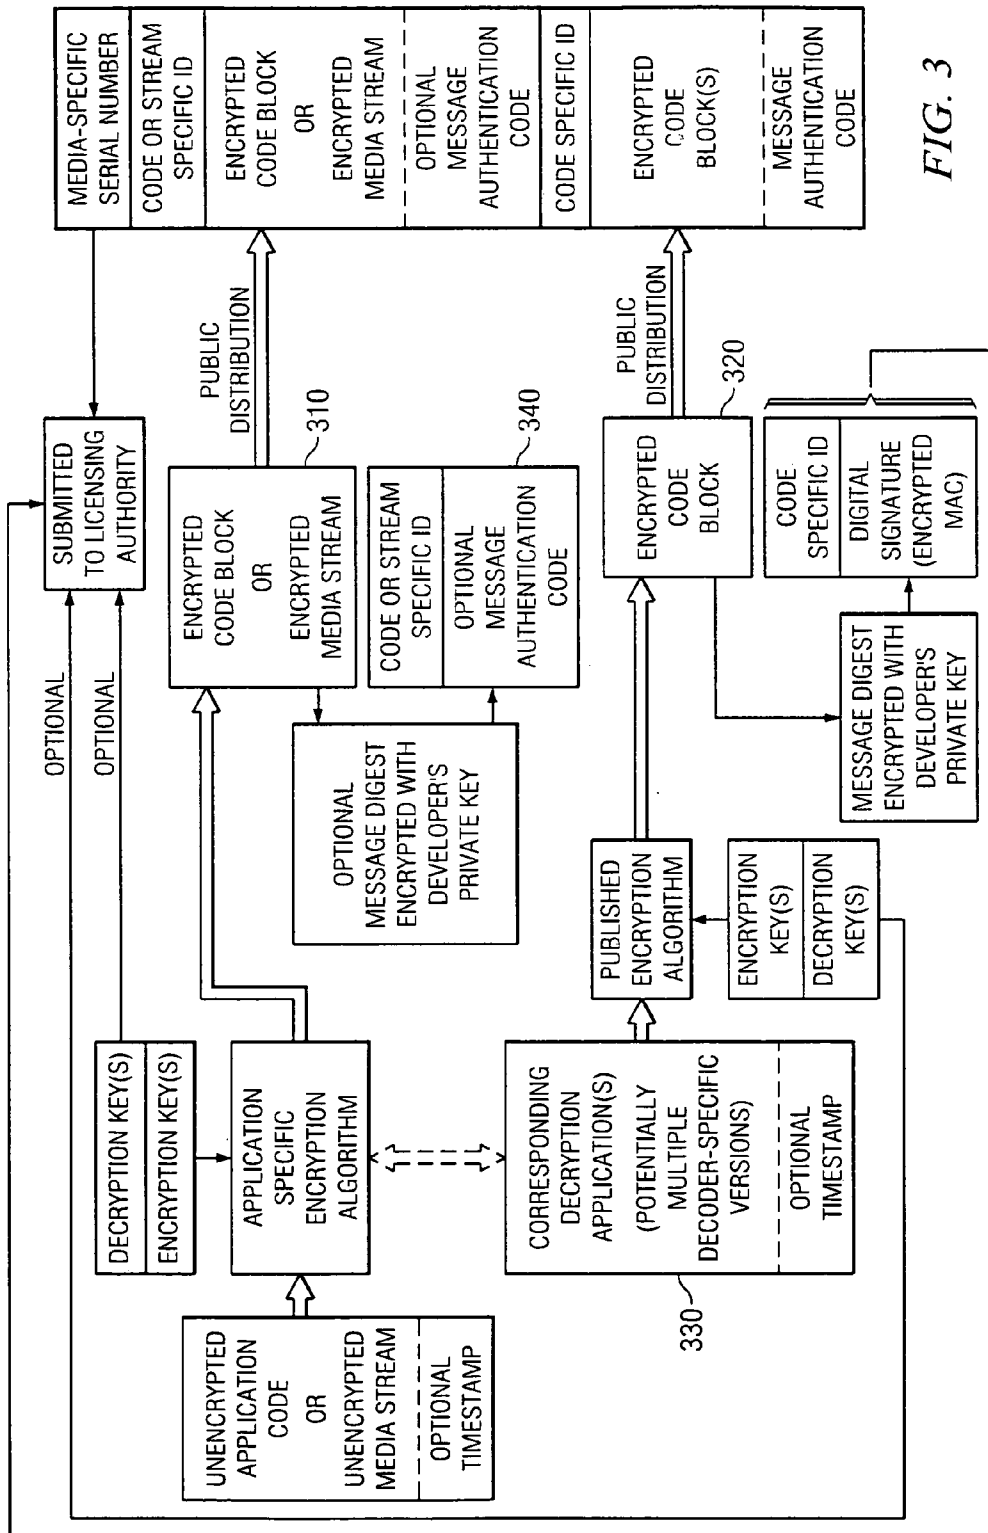 UNENCRYPTED
APPLICATION
CODE
OR
UNENCRYPTED
MEDIA STREAM
OPTIONAL
TIMESTAMP
DECRYPTION KEY(S)
ENCRYPTION KEY(S)
APPLICATION
SPECIFIC
ENCRYPTION
ALGORITHM
CORRESPONDING
DECRYPTION
APPLICATION(S)
(POTENTIALLY
MULTIPLE
DECODER-SPECIFIC
VERSIONS)
OPTIONAL
TIMESTAMP
330
OPTIONAL
OPTIONAL
SUBMITTED
TO LICENSING
AUTHORITY
OPTIONAL
MESSAGE DIGEST
ENCRYPTED WITH
DEVELOPER'S
PRIVATE KEY
PUBLISHED
ENCRYPTION
ALGORITHM
ENCRYPTION
KEY(S)
DECRYPTION
KEY(S)
ENCRYPTED
CODE BLOCK
OR
ENCRYPTED
MEDIA STREAM
310
CODE OR STREAM
SPECIFIC ID
OPTIONAL
MESSAGE
AUTHENTICATION
CODE
340
ENCRYPTED
CODE
BLOCK
320
MESSAGE DIGEST
ENCRYPTED WITH
DEVELOPER'S
PRIVATE KEY
CODE
SPECIFIC ID
DIGITAL
SIGNATURE
(ENCRYPTED
MAC)
PUBLIC
DISTRIBUTION
PUBLIC
DISTRIBUTION
MEDIA-SPECIFIC
SERIAL NUMBER
CODE OR STREAM
SPECIFIC ID
ENCRYPTED
CODE BLOCK
OR
ENCRYPTED
MEDIA STREAM
OPTIONAL
MESSAGE
AUTHENTICATION
CODE
CODE SPECIFIC ID
ENCRYPTED
CODE
BLOCK(S)
MESSAGE
AUTHENTICATION
CODE
FIG. 3